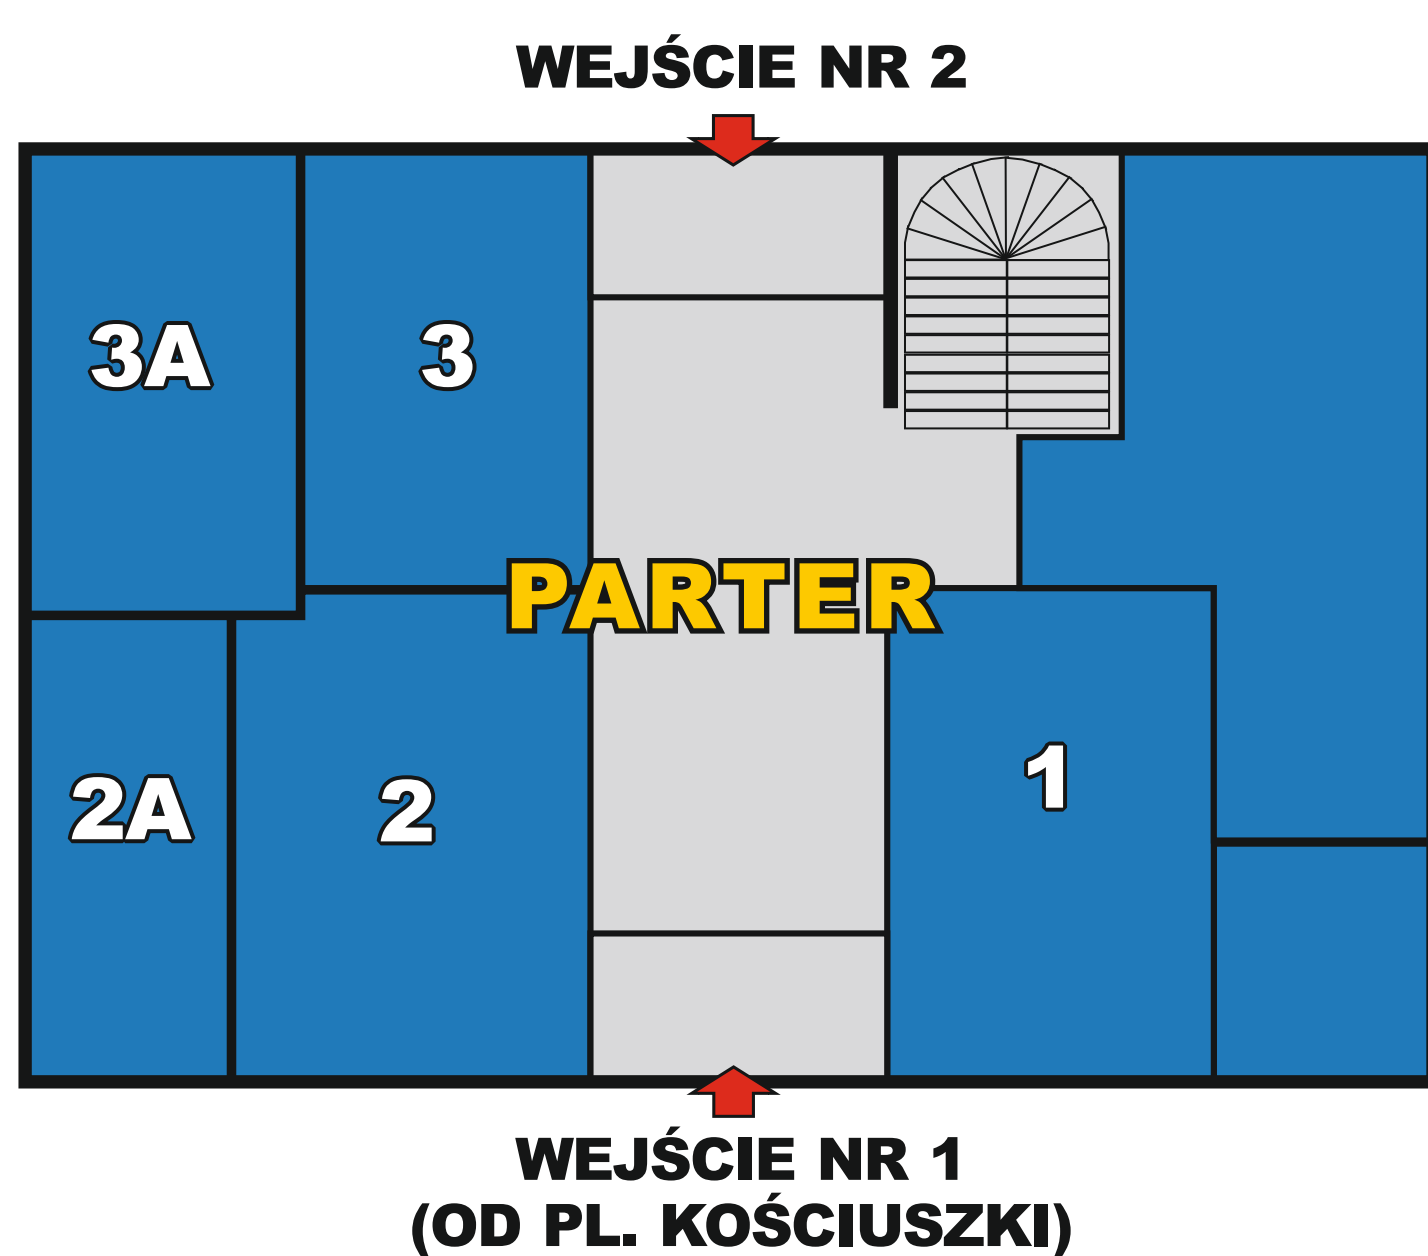 WEJŚCIE NR 2
3A
3
PARTER
2A
2
1
WEJŚCIE NR 1
(OD PL. KOŚCIUSZKI)